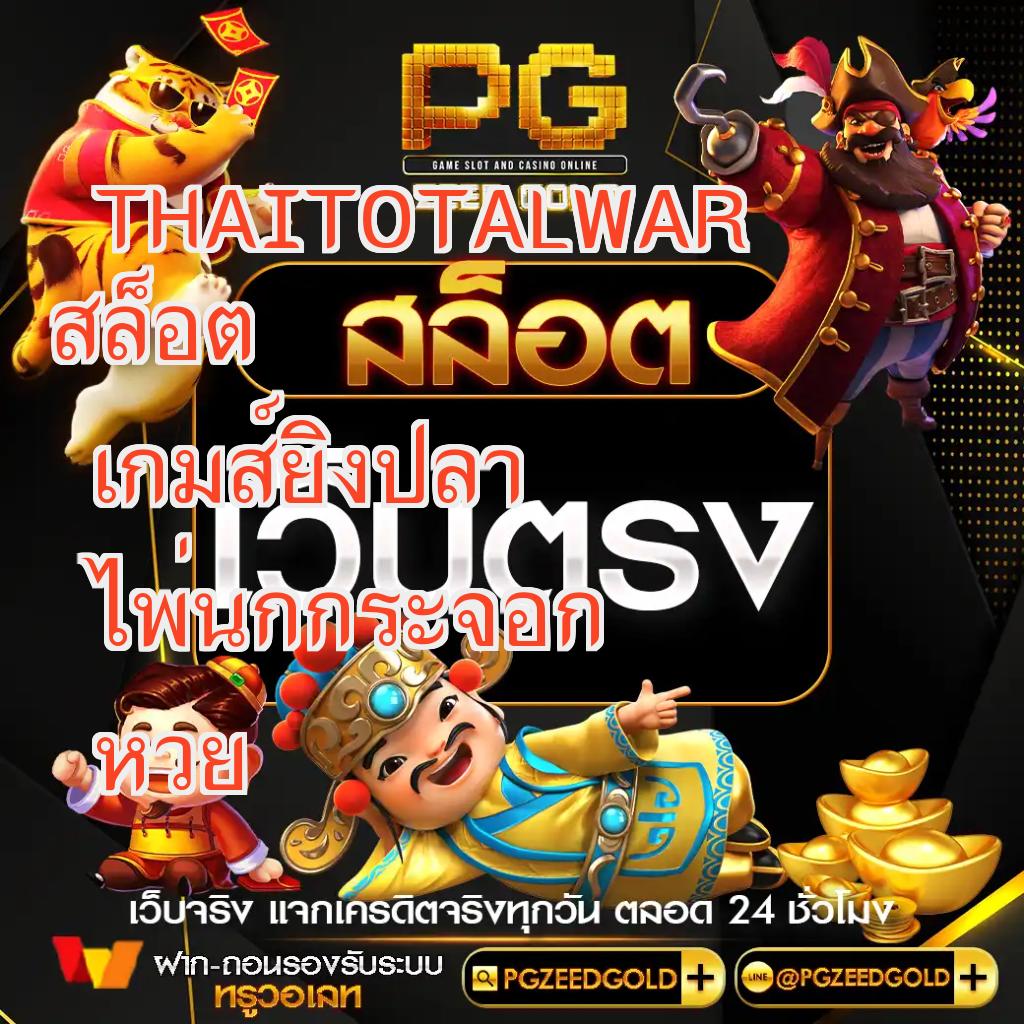 PG
GAME SLOT AND CASINO ONLINE
THAITOTALWAR
สล็อต
สล็อต
เกมส์ยิงปลา
เว็บตรง
ไพ่นกกระจอก
หวย
เว็บจริง แจกเครดิตจริงทุกวัน ตลอด 24 ชั่วโมง
ฝาก-ถอนรองรับระบบ
ทรูวอเลท
PGZEEDGOLD +
LINE @PGZEEDGOLD +